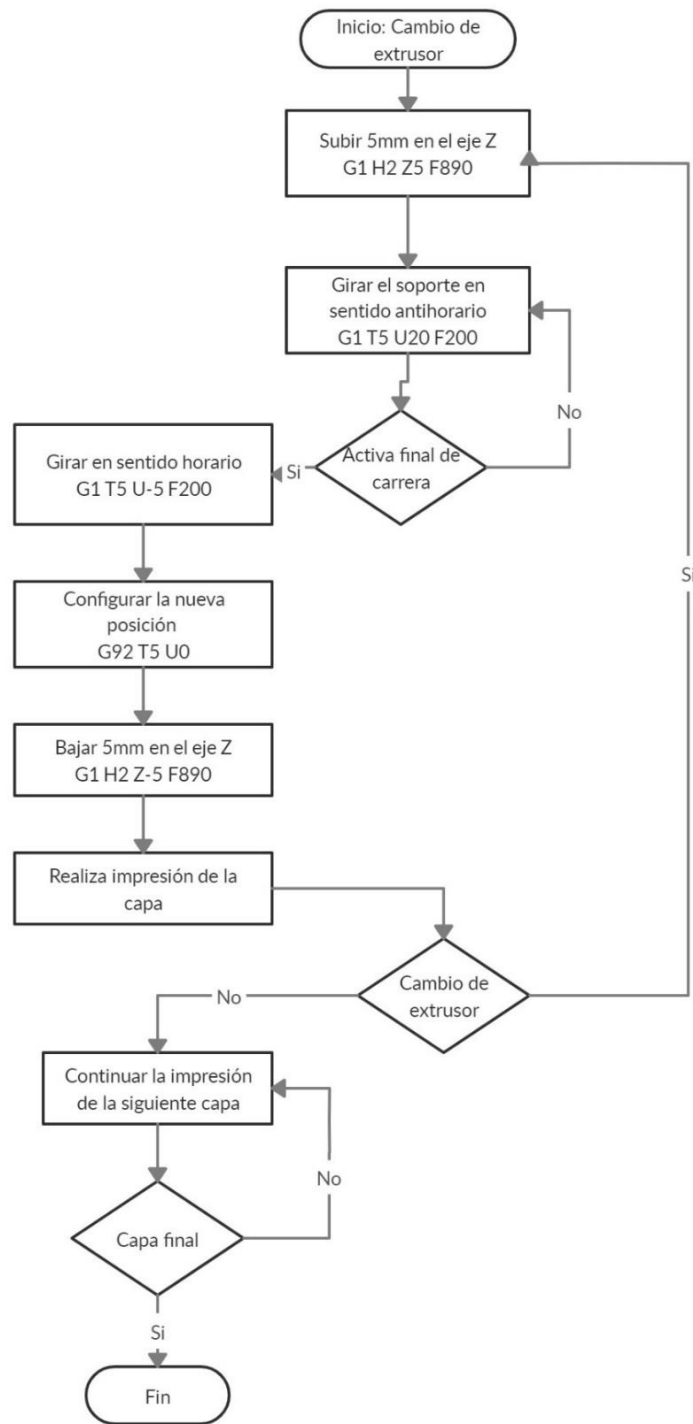 Inicio: Cambio de
extrusor
Subir 5mm en el eje Z
G1 H2 Z5 F890
Girar el soporte en
sentido antihorario
G1 T5 U20 F200
No
Activa final de
carrera
Si
Girar en sentido horario
G1 T5 U-5 F200
Configurar la nueva
posición
G92 T5 U0
Bajar 5mm en el eje Z
G1 H2 Z-5 F890
Realiza impresión de la
capa
Cambio de
extrusor
Si
No
Continuar la impresión
de la siguiente capa
No
Capa final
Si
Fin